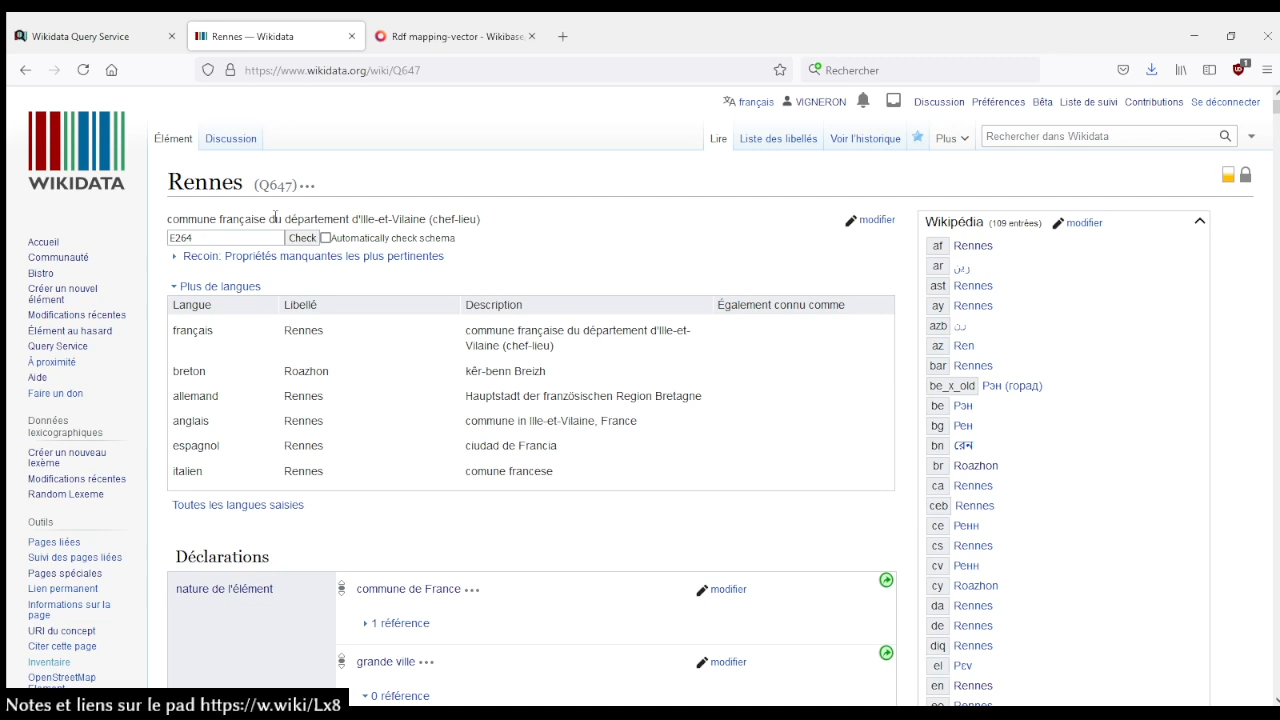 Wikidata Query Service
Rennes — Wikidata
Rdf mapping-vector - Wikibase
https://www.wikidata.org/wiki/Q647
Rechercher
1
français VIGNERON Discussion Préférences Bêta Liste de suivi Contributions Se déconnecter
WIKIDATA
Élément Discussion Lire Liste des libellés Voir l'historique Plus Rechercher dans Wikidata
Rennes (Q647)
commune française du département d'Ille-et-Vilaine (chef-lieu) modifier
E264 Check Automatically check schema
Recoin: Propriétés manquantes les plus pertinentes
Plus de langues
Langue Libellé Description Également connu comme
français Rennes commune française du département d'Ille-et-
Vilaine (chef-lieu)
breton Roazhon kêr-benn Breizh
allemand Rennes Hauptstadt der französischen Region Bretagne
anglais Rennes commune in Ille-et-Vilaine, France
espagnol Rennes ciudad de Francia
italien Rennes comune francese
Toutes les langues saisies
Déclarations
nature de l'élément commune de France modifier
1 référence
grande ville modifier
0 référence
Accueil
Communauté
Bistro
Créer un nouvel
élément
Modifications récentes
Élément au hasard
Query Service
À proximité
Aide
Faire un don
Données
lexicographiques
Créer un nouveau
lexème
Modifications récentes
Random Lexeme
Outils
Pages liées
Suivi des pages liées
Pages spéciales
Lien permanent
Informations sur la
page
URI du concept
Citer cette page
Inventaire
OpenStreetMap
Wikipédia (109 entrées) modifier
af Rennes
ar رين
ast Rennes
ay Rennes
azb رن
az Ren
bar Rennes
be_x_old Рэн (горад)
be Рэн
bg Рен
bn রেন
br Roazhon
ca Rennes
ceb Rennes
ce Ренн
cs Rennes
cv Ренн
cy Roazhon
da Rennes
de Rennes
diq Rennes
el Ρεν
en Rennes
Notes et liens sur le pad https://w.wiki/Lx8